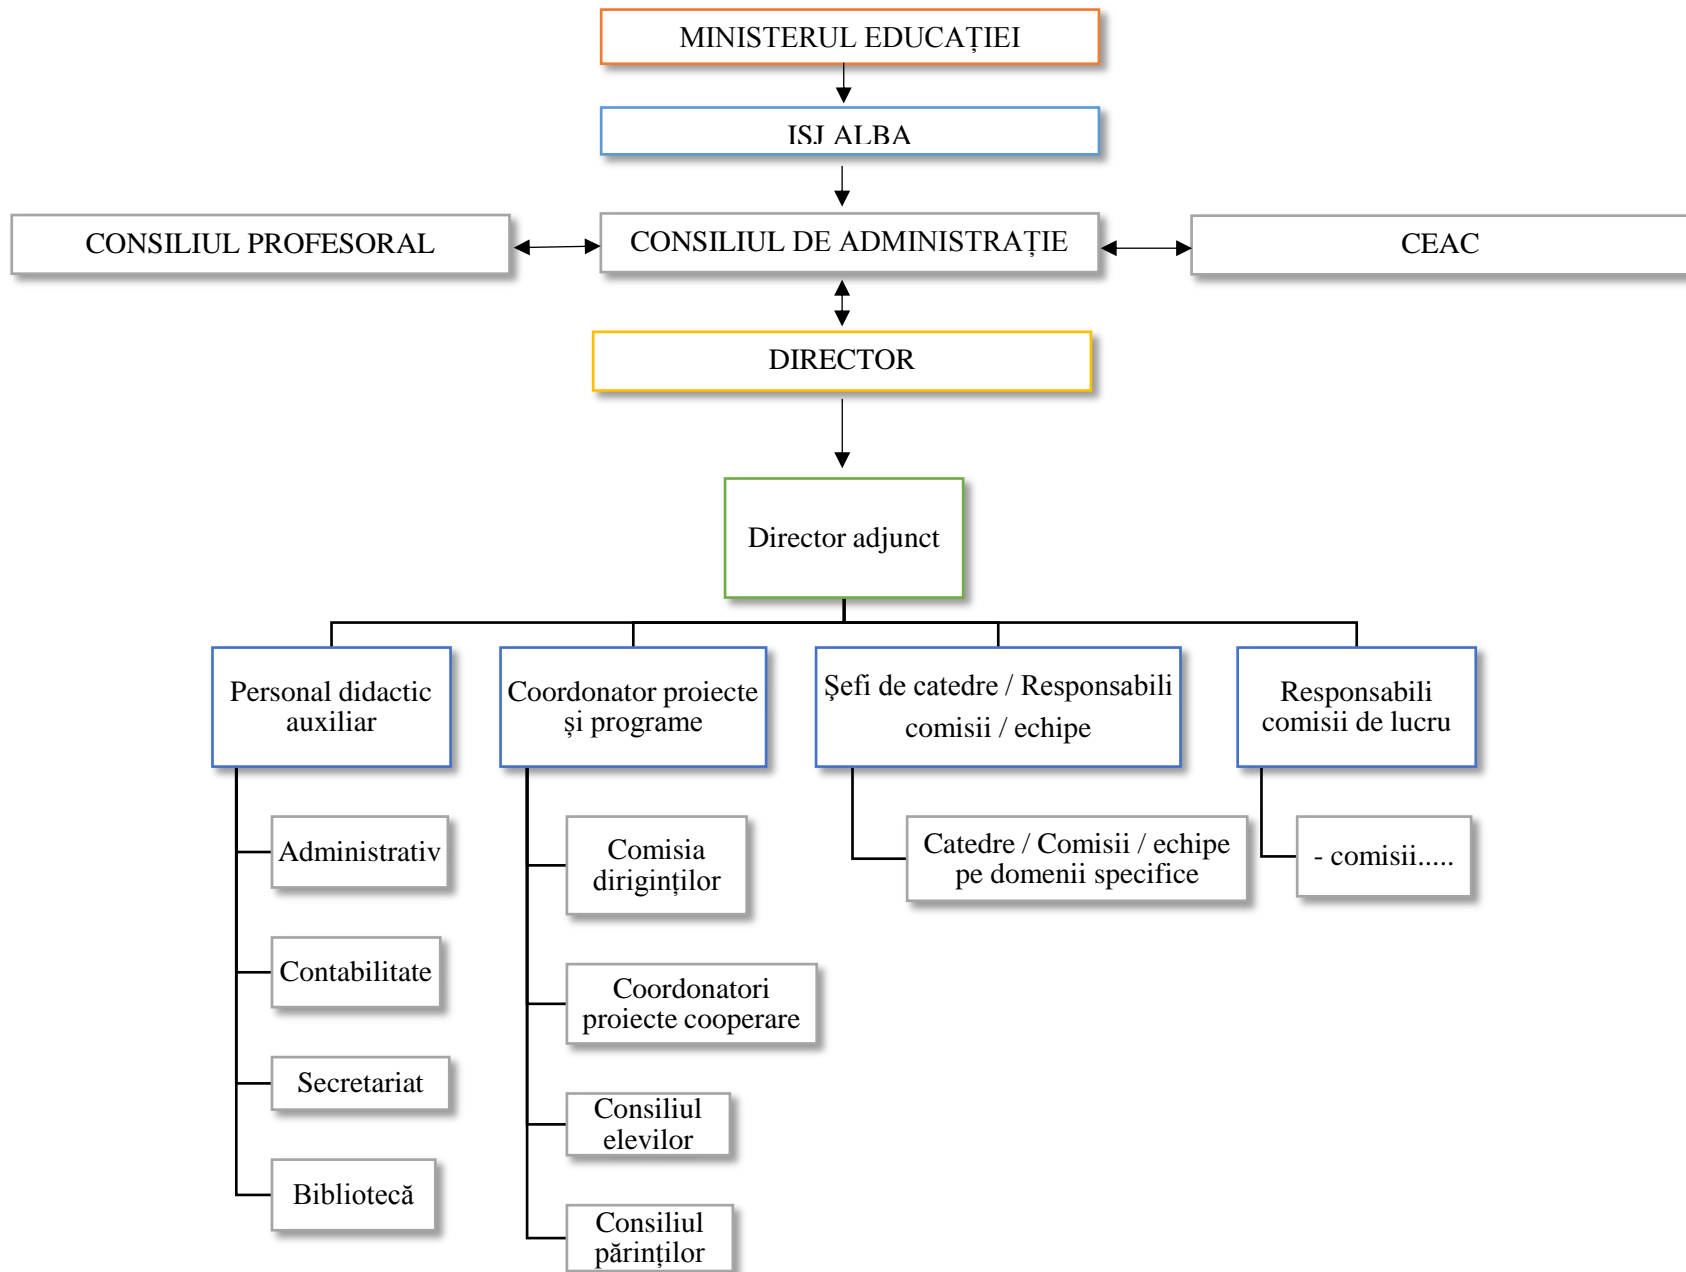 MINISTERUL EDUCAȚIEI
ISJ ALBA
CONSILIUL PROFESORAL
CONSILIUL DE ADMINISTRAȚIE
CEAC
DIRECTOR
Director adjunct
Personal didactic
auxiliar
Coordonator proiecte
și programe
Șefi de catedre / Responsabili
comisii / echipe
Responsabili
comisii de lucru
Administrativ
Contabilitate
Secretariat
Bibliotecă
Comisia
diriginților
Coordonatori
proiecte cooperare
Consiliul
elevilor
Consiliul
părinților
Catedre / Comisii / echipe
pe domenii specifice
- comisii.....